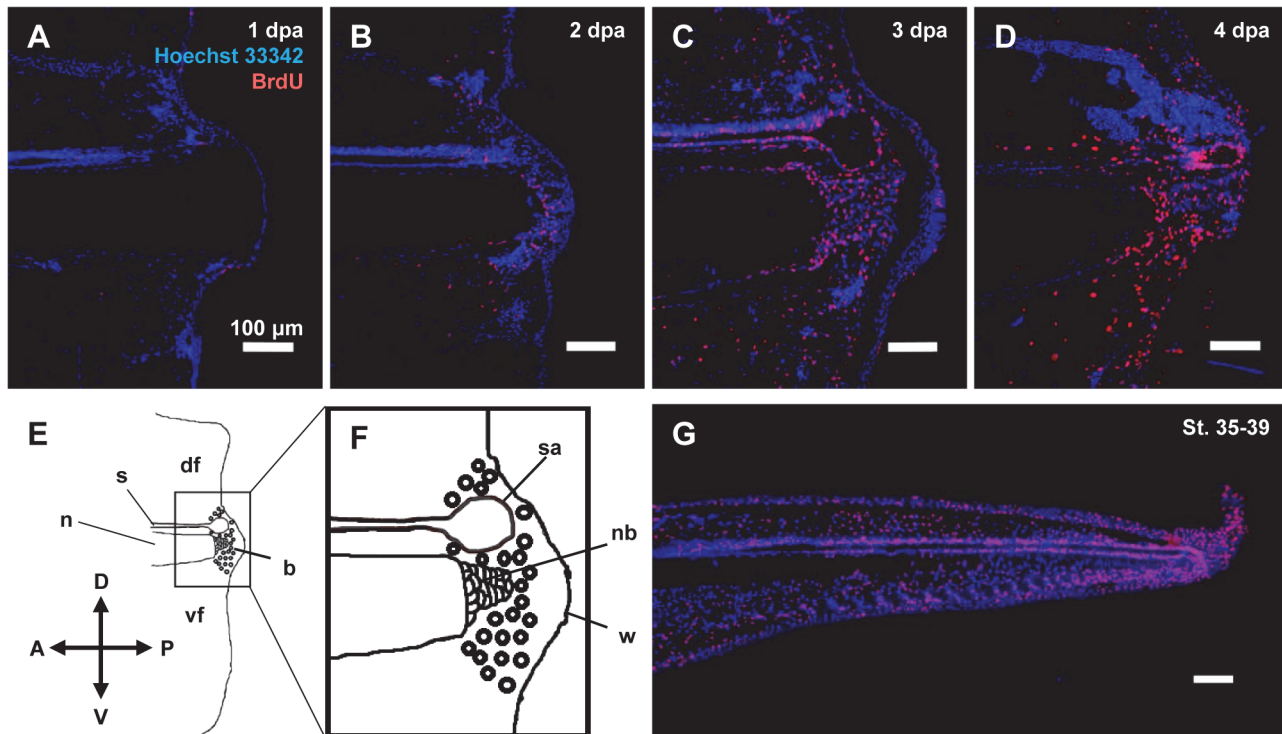 A
1 dpa
Hoechst 33342
BrdU
100 µm
B
2 dpa
C
3 dpa
D
4 dpa
E
df
s
n
b
vf
D
A
P
V
F
sa
nb
w
G
St. 35-39